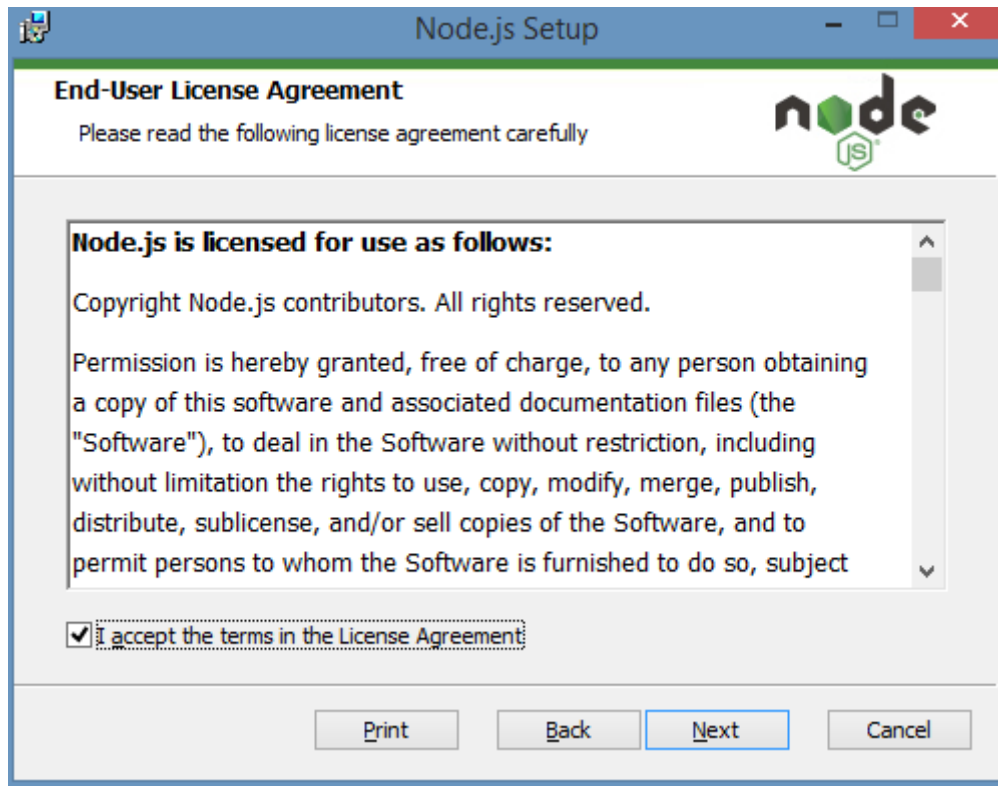 Node.js Setup
End-User License Agreement
Please read the following license agreement carefully
node
JS
Node.js is licensed for use as follows:
Copyright Node.js contributors. All rights reserved.
Permission is hereby granted, free of charge, to any person obtaining
a copy of this software and associated documentation files (the
"Software"), to deal in the Software without restriction, including
without limitation the rights to use, copy, modify, merge, publish,
distribute, sublicense, and/or sell copies of the Software, and to
permit persons to whom the Software is furnished to do so, subject
I accept the terms in the License Agreement
Print Back Next Cancel